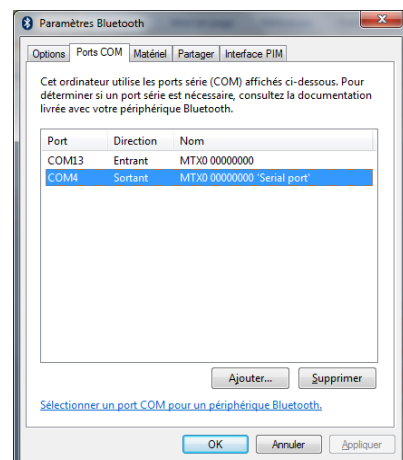 Paramètres Bluetooth
Options Ports COM Matériel Partager Interface PIM
Cet ordinateur utilise les ports série (COM) affichés ci-dessous. Pour
déterminer si un port série est nécessaire, consultez la documentation
livrée avec votre périphérique Bluetooth.
Port Direction Nom
COM13 Entrant MTX0 00000000
COM4 Sortant MTX0 00000000 'Serial port'
Ajouter... Supprimer
Sélectionner un port COM pour un périphérique Bluetooth.
OK Annuler Appliquer